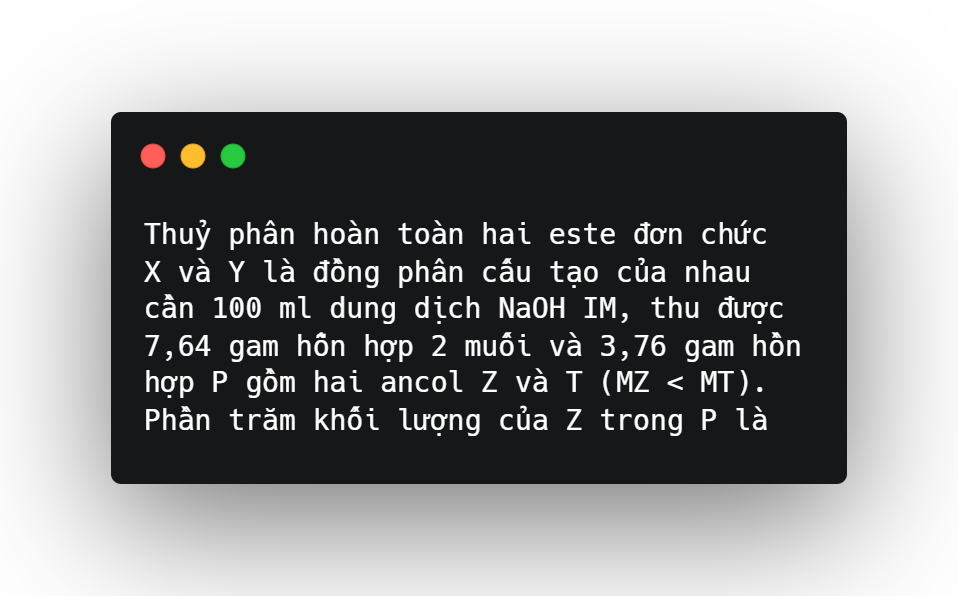 Thuỷ phân hoàn toàn hai este đơn chức
X và Y là đồng phân cấu tạo của nhau
cần 100 ml dung dịch NaOH IM, thu được
7,64 gam hỗn hợp 2 muối và 3,76 gam hỗn
hợp P gồm hai ancol Z và T (MZ < MT).
Phần trăm khối lượng của Z trong P là